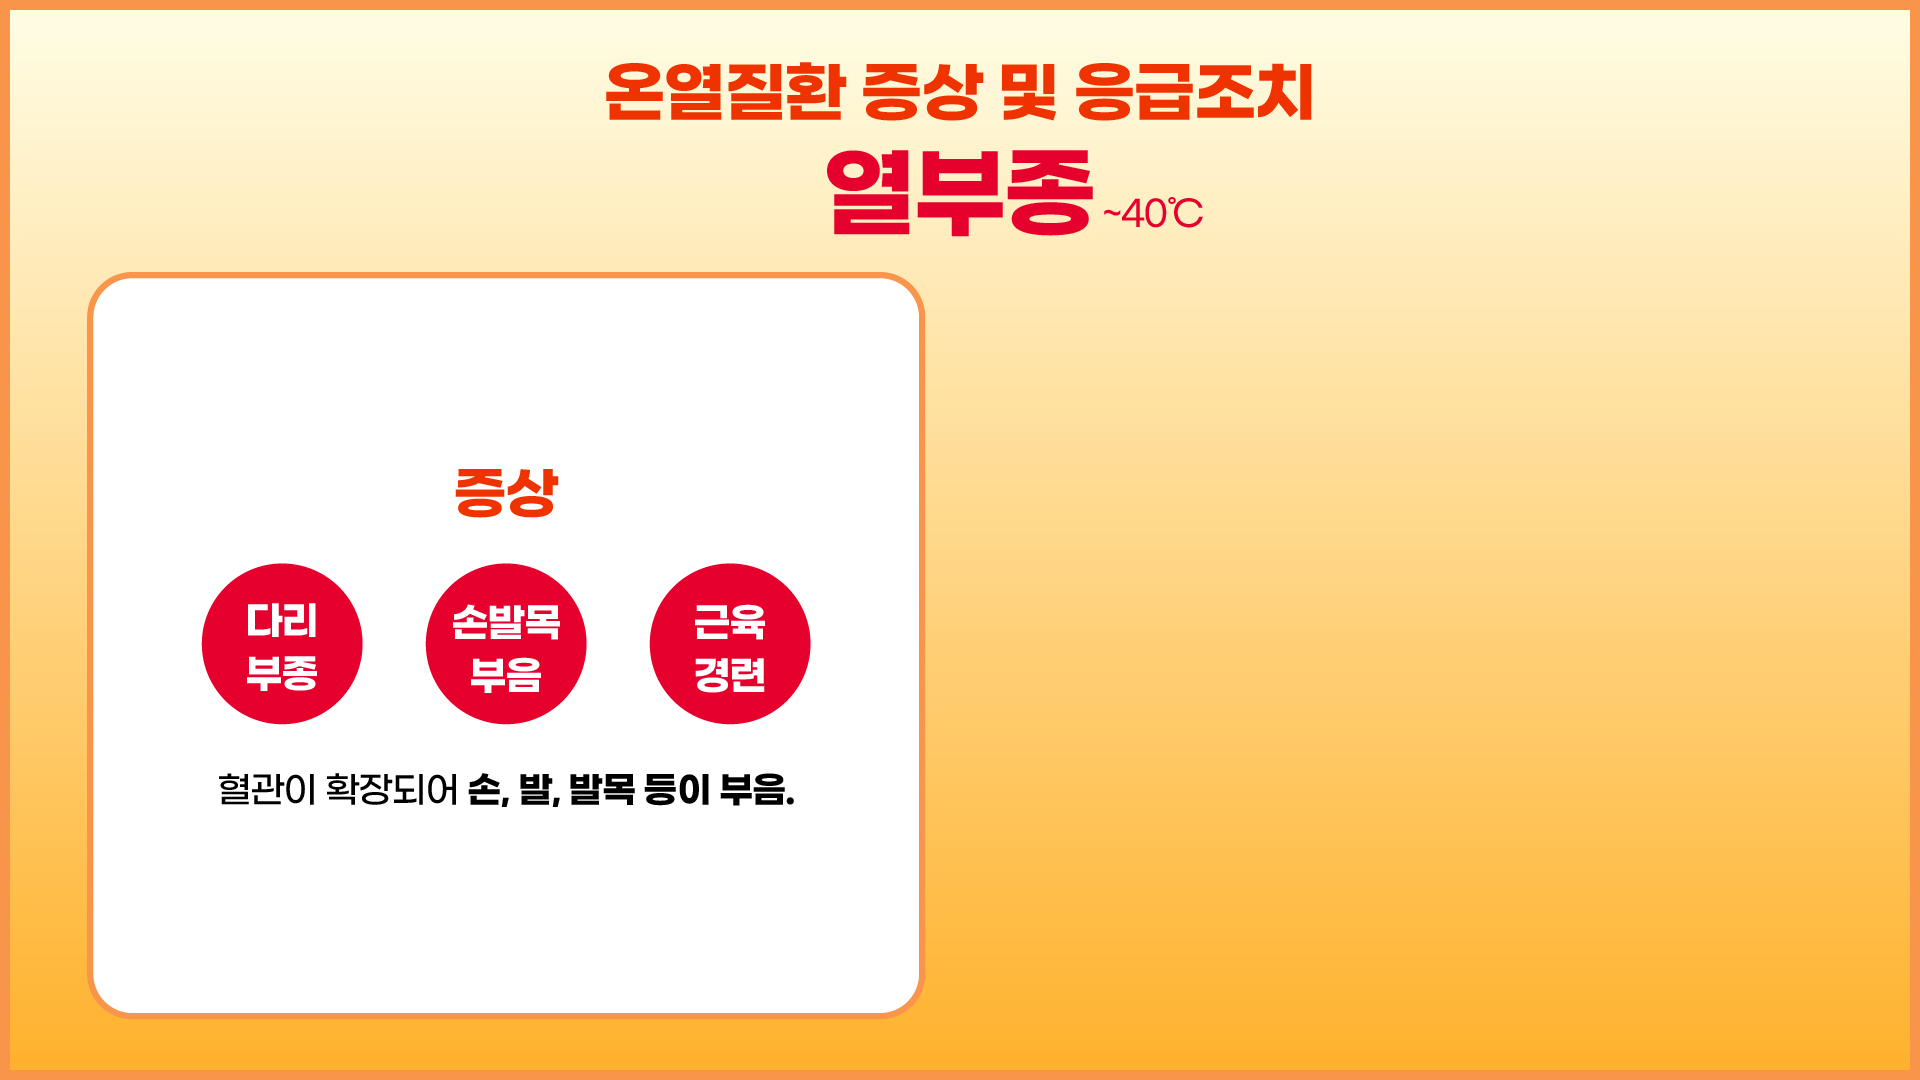 온열질환 증상 및 응급조치
열부종 ~40℃
증상
다리
부종
손발목
부음
근육
경련
혈관이 확장되어 손, 발, 발목 등이 부음.